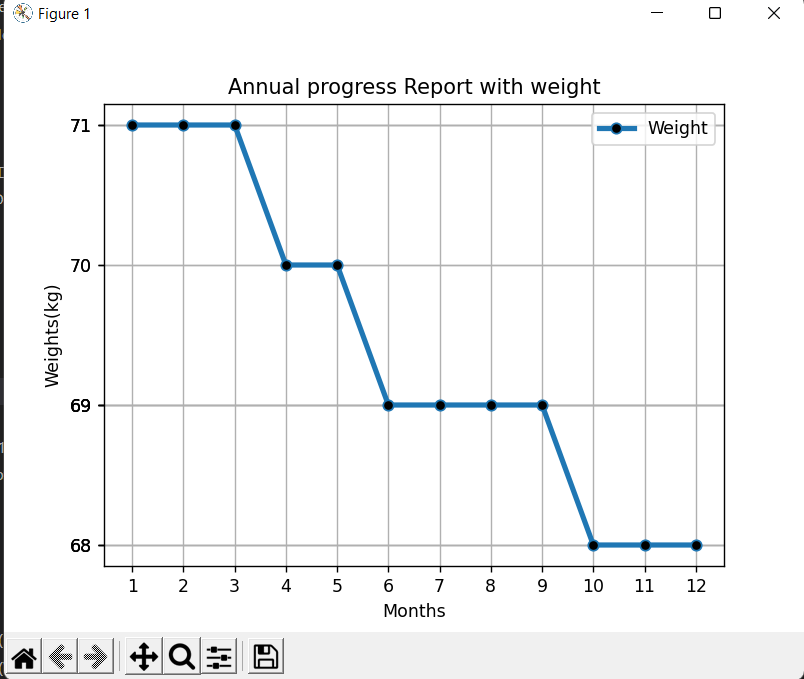 Figure 1
Annual progress Report with weight
Weight
71
70
69
68
Weights(kg)
1 2 3 4 5 6 7 8 9 10 11 12
Months